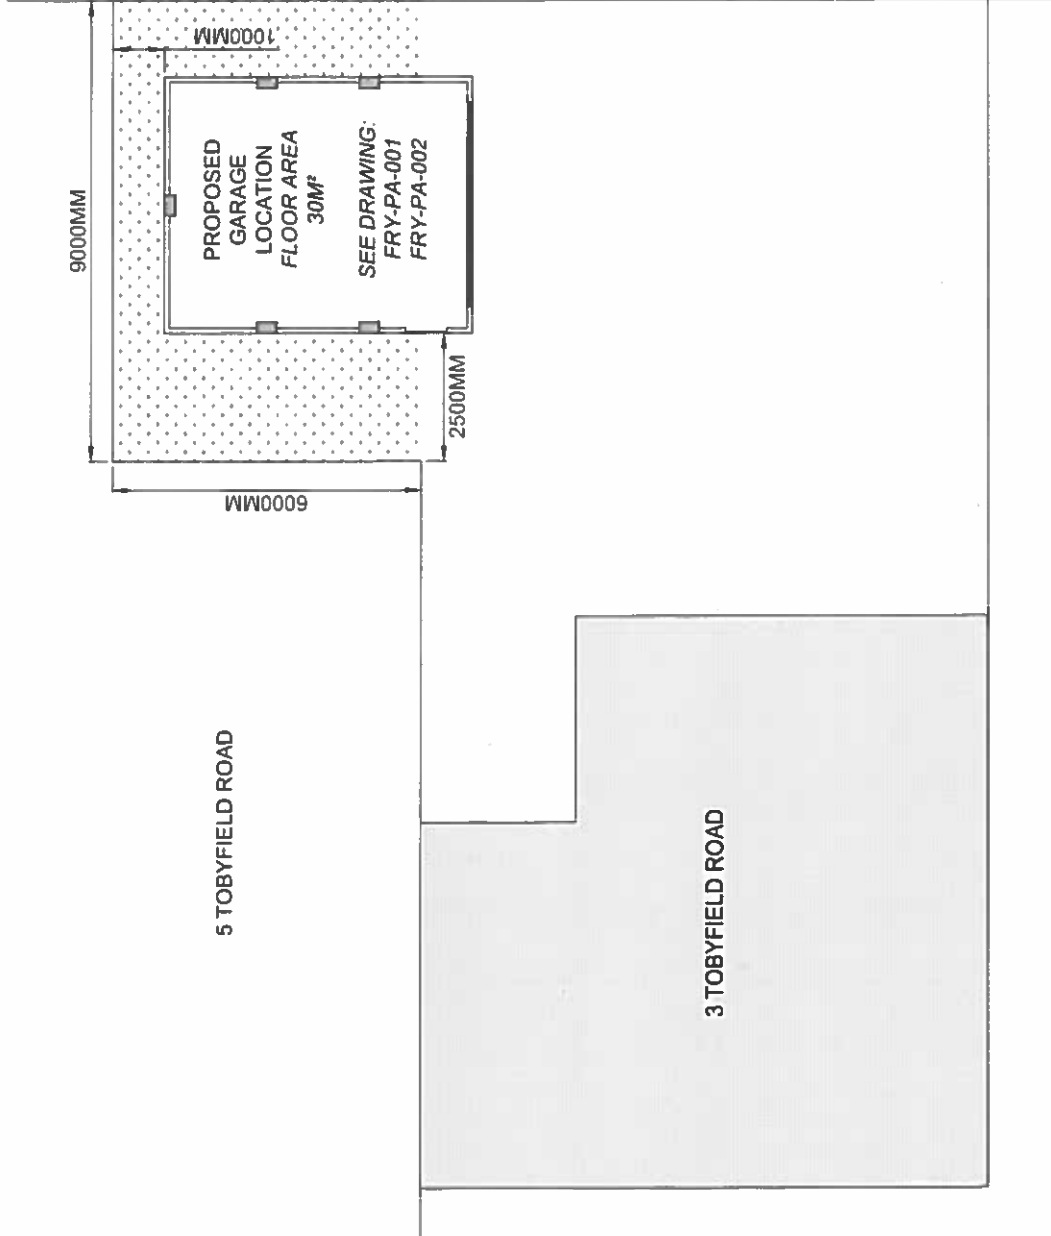 9000MM
1000MM
PROPOSED
GARAGE
LOCATION
FLOOR AREA
30M²
SEE DRAWING:
FRY-PA-001
FRY-PA-002
2500MM
6000MM
5 TOBYFIELD ROAD
3 TOBYFIELD ROAD